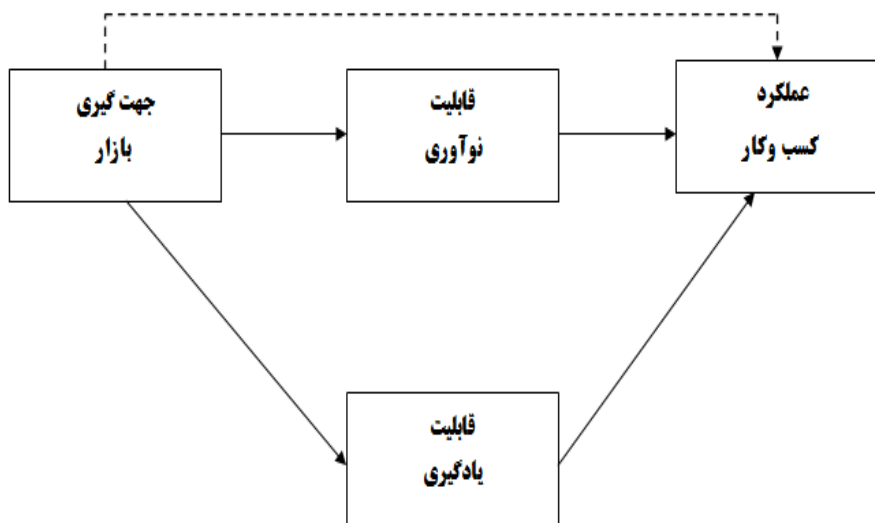 جهت گیری
بازار
قابلیت
نوآوری
عملکرد
کسب وکار
قابلیت
یادگیری